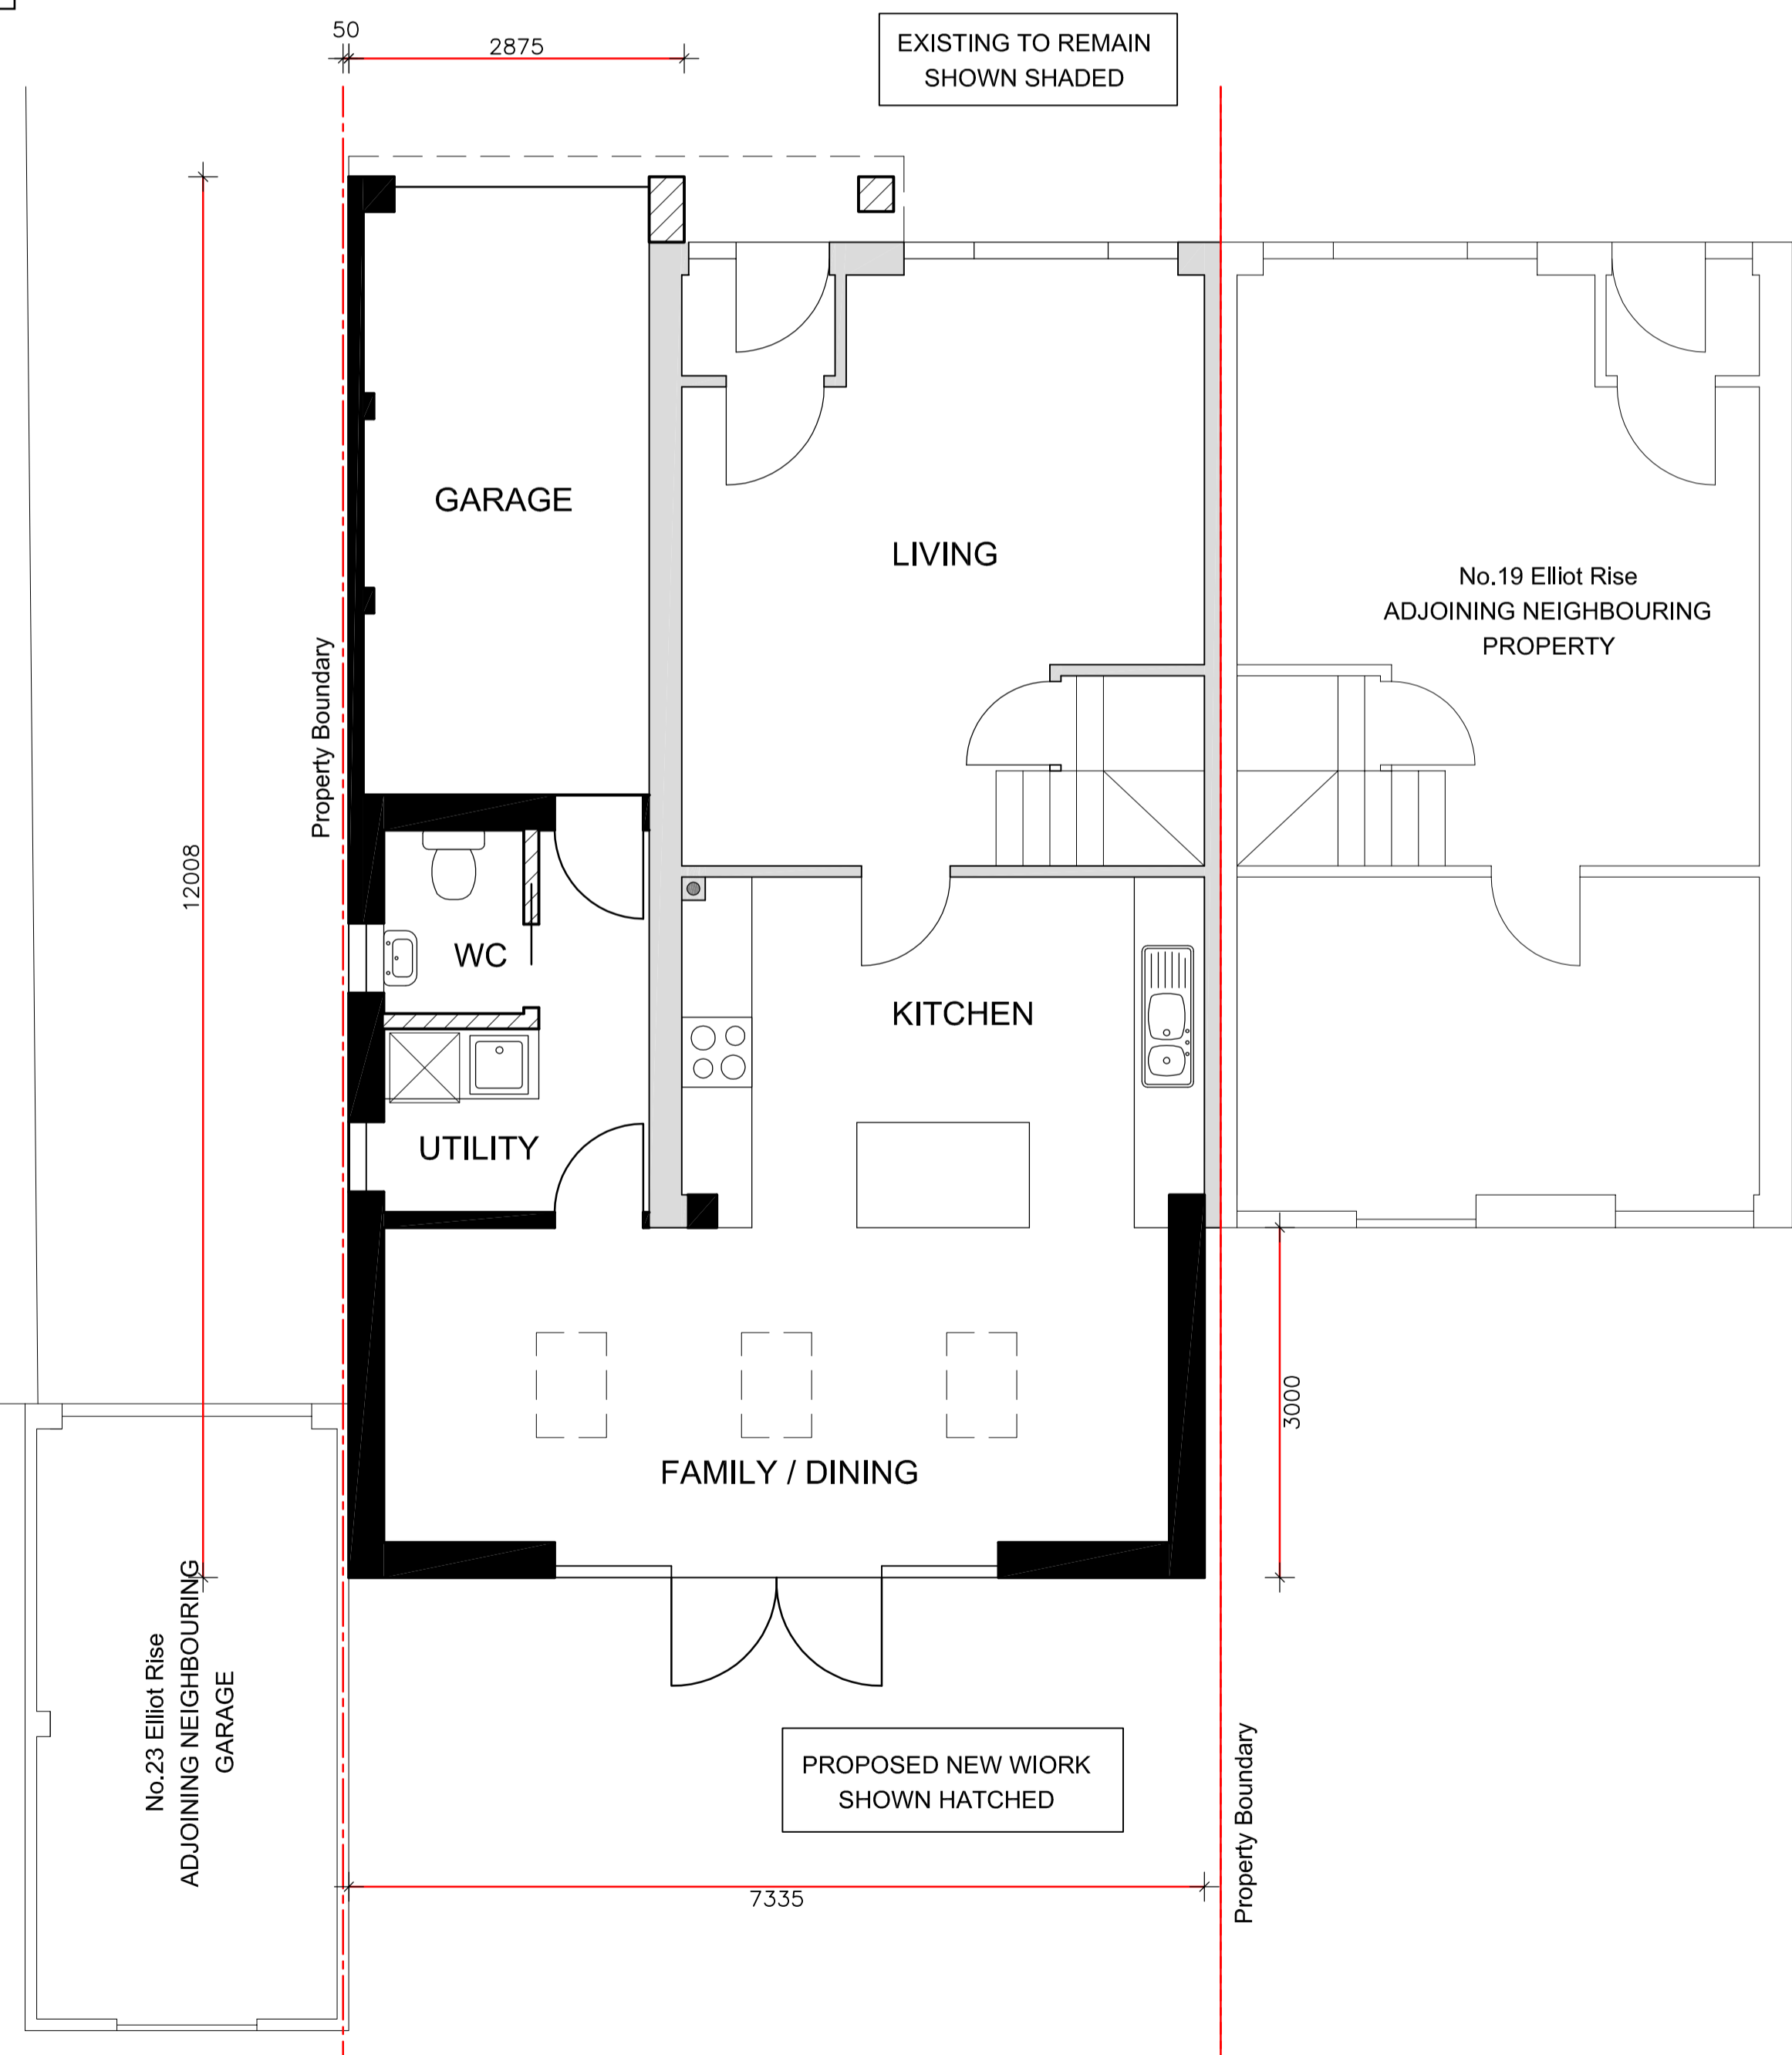 50
2875
EXISTING TO REMAIN
SHOWN SHADED
GARAGE
LIVING
No.19 Elliot Rise
ADJOINING NEIGHBOURING
PROPERTY
Property Boundary
12008
WC
KITCHEN
UTILITY
3000
FAMILY / DINING
No.23 Elliot Rise
ADJOINING NEIGHBOURING
GARAGE
PROPOSED NEW WIORK
SHOWN HATCHED
Property Boundary
7335